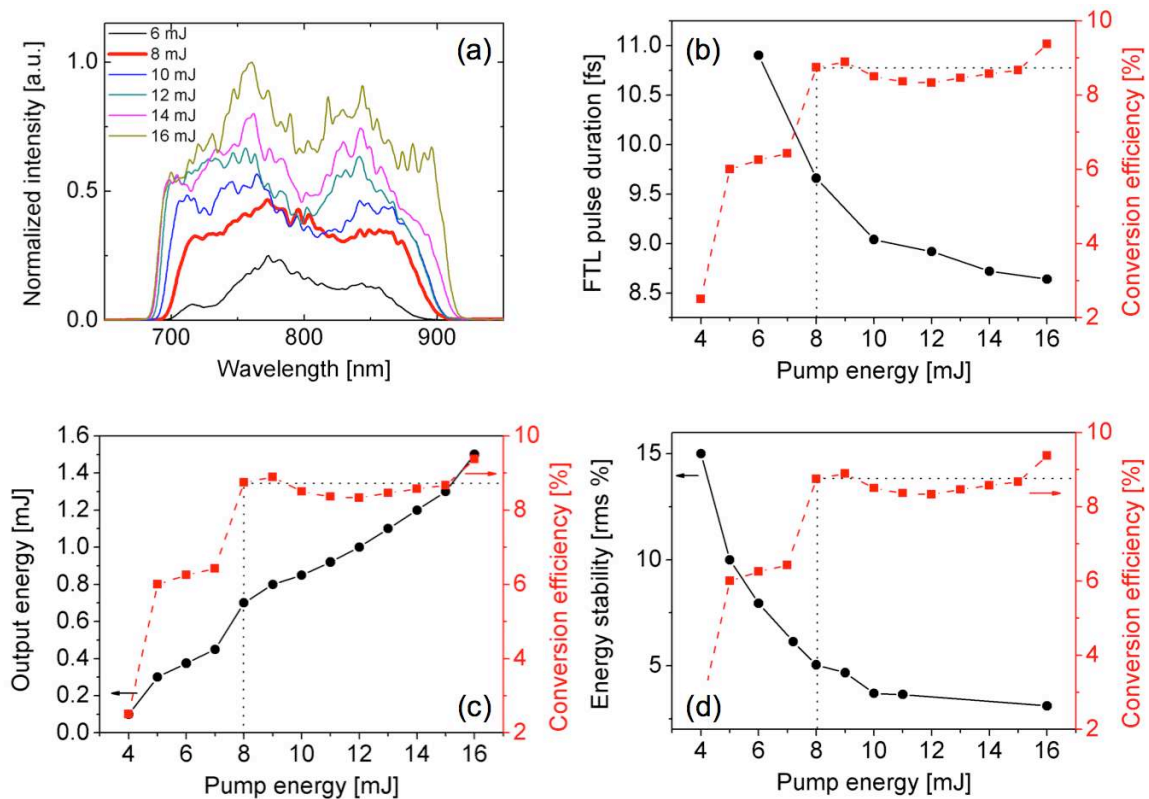 (a)
6 mJ
8 mJ
10 mJ
12 mJ
14 mJ
16 mJ
Normalized intensity [a.u.]
1.0
0.5
0.0
700 800 900
Wavelength [nm]
(b)
FTL pulse duration [fs]
11.0
10.5
10.0
9.5
9.0
8.5
4 6 8 10 12 14 16
Pump energy [mJ]
10
8
6
4
2
Conversion efficiency [%]
(c)
Output energy [mJ]
1.6
1.4
1.2
1.0
0.8
0.6
0.4
0.2
0.0
4 6 8 10 12 14 16
Pump energy [mJ]
10
8
6
4
2
Conversion efficiency [%]
(d)
Energy stability [rms %]
15
10
5
4 6 8 10 12 14 16
Pump energy [mJ]
10
8
6
4
2
Conversion efficiency [%]